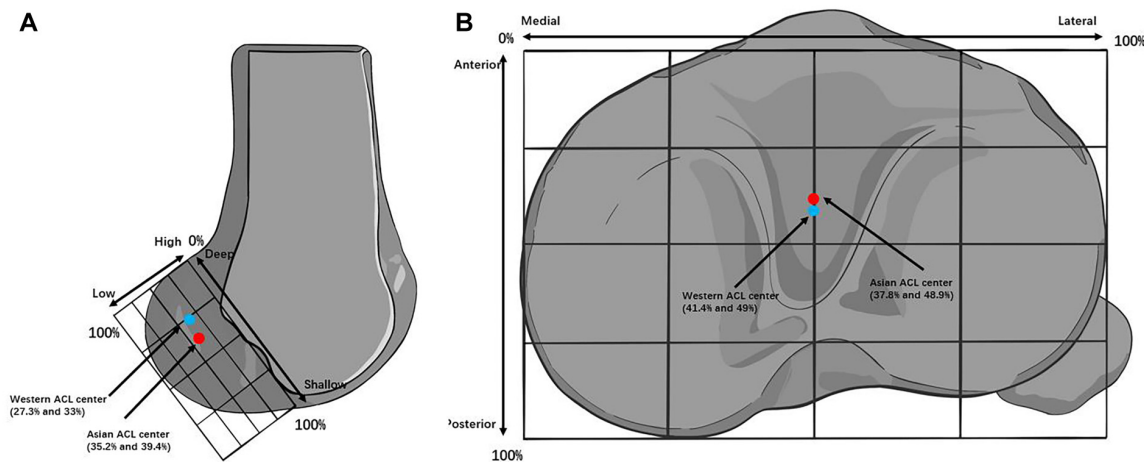 A
High 0%
Deep
Low
100%
Shallow
100%
Western ACL center
(27.3% and 33%)
Asian ACL center
(35.2% and 39.4%)
B
Medial
Lateral
0%
100%
Anterior
Western ACL center
(41.4% and 49%)
Asian ACL center
(37.8% and 48.9%)
Posterior
100%